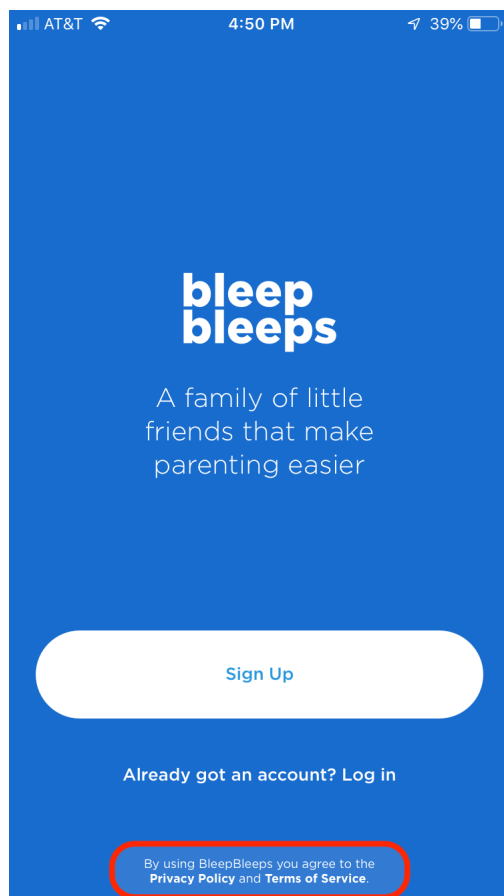 AT&T 4:50 PM 39%
bleep
bleeps
A family of little
friends that make
parenting easier
Sign Up
Already got an account? Log in
By using BleepBleeps you agree to the
Privacy Policy and Terms of Service.